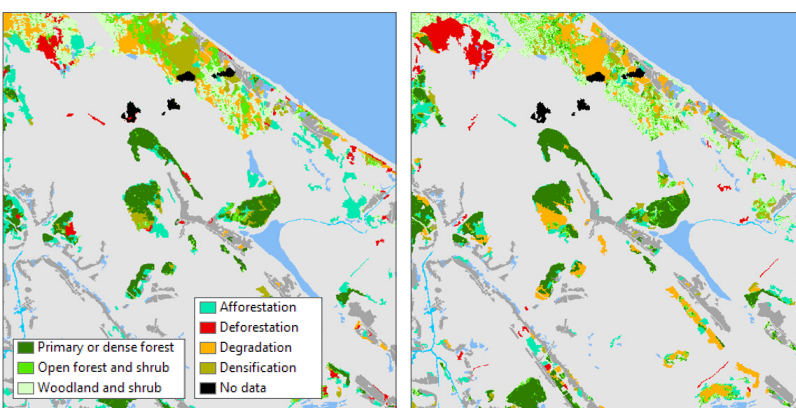 Afforestation
Deforestation
Degradation
Densification
No data
Primary or dense forest
Open forest and shrub
Woodland and shrub